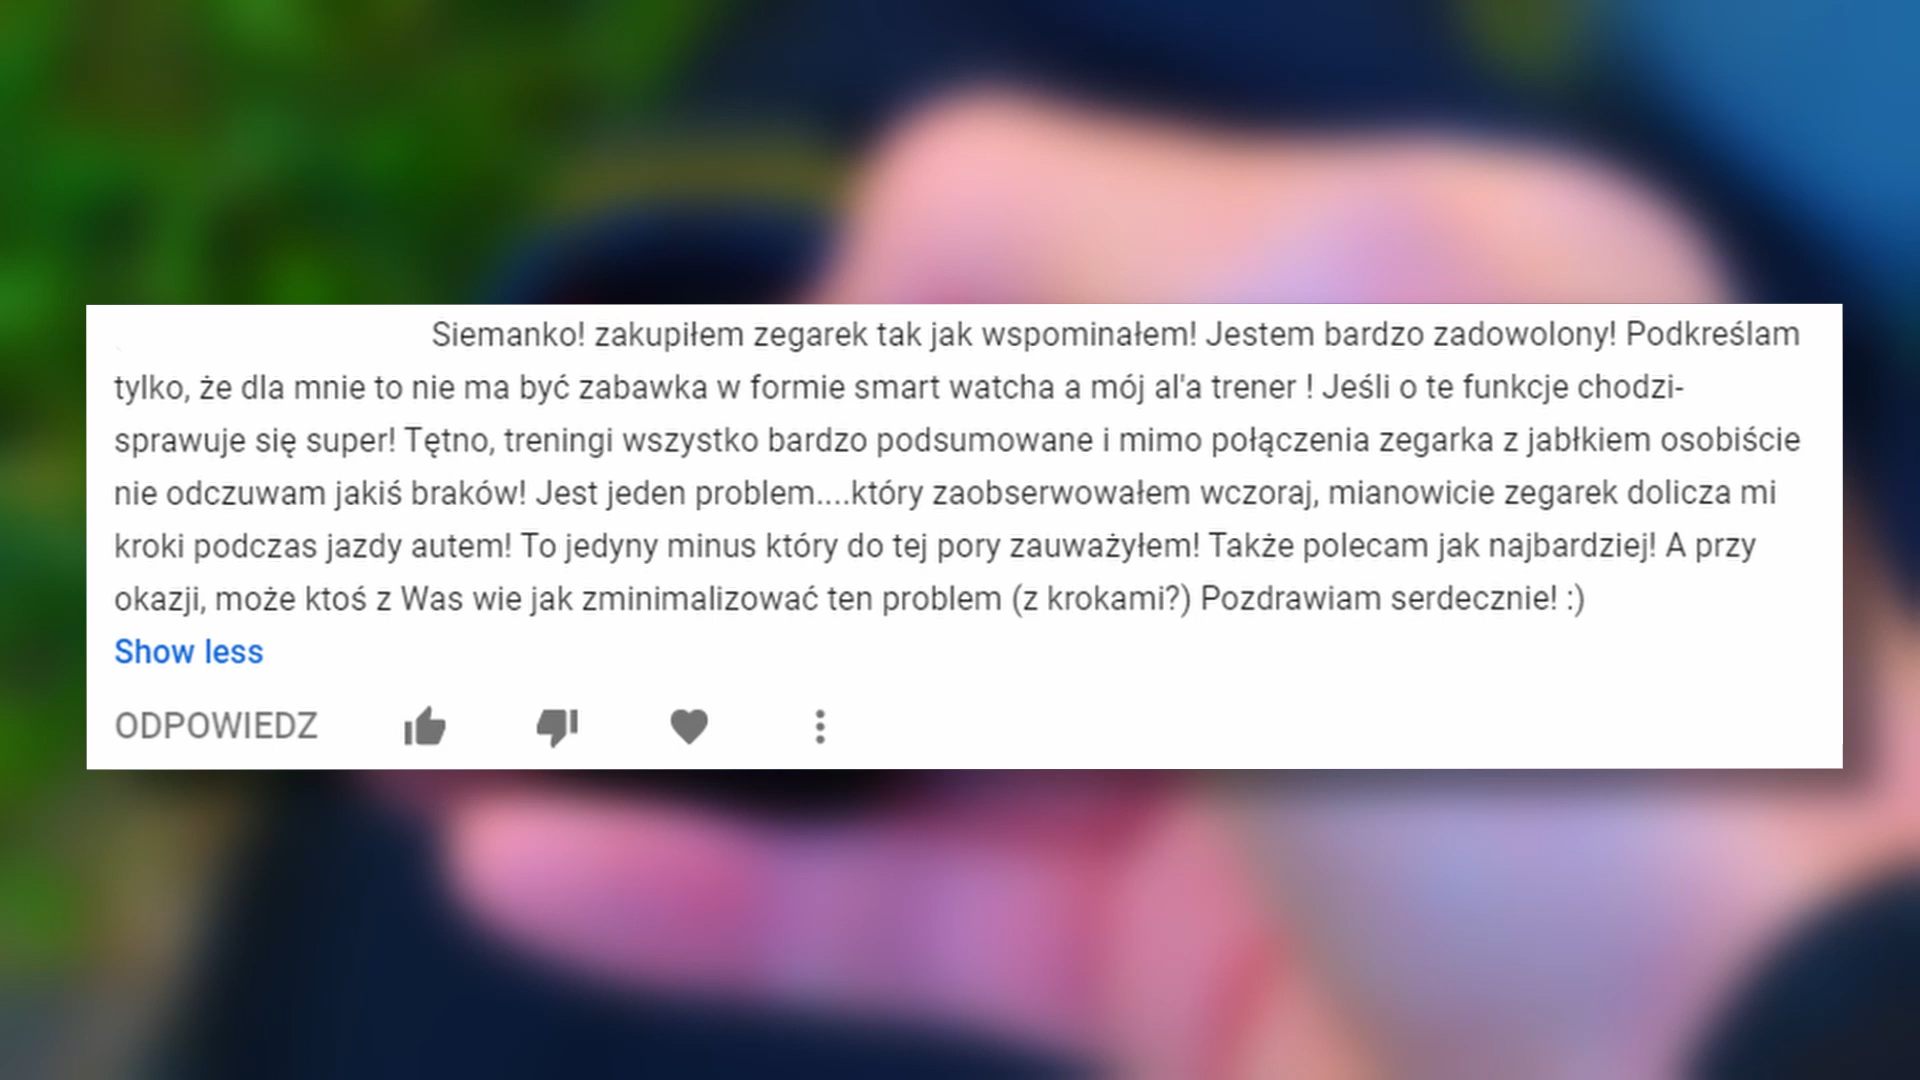 Siemanko! zakupiłem zegarek tak jak wspominałem! Jestem bardzo zadowolony! Podkreślam
tylko, że dla mnie to nie ma być zabawka w formie smart watcha a mój al'a trener ! Jeśli o te funkcje chodzi-
sprawuje się super! Tętno, treningi wszystko bardzo podsumowane i mimo połączenia zegarka z jabłkiem osobiście
nie odczuwam jakiś braków! Jest jeden problem....który zaobserwowałem wczoraj, mianowicie zegarek dolicza mi
kroki podczas jazdy autem! To jedyny minus który do tej pory zauważyłem! Także polecam jak najbardziej! A przy
okazji, może ktoś z Was wie jak zminimalizować ten problem (z krokami?) Pozdrawiam serdecznie! :)
Show less
ODPOWIEDZ